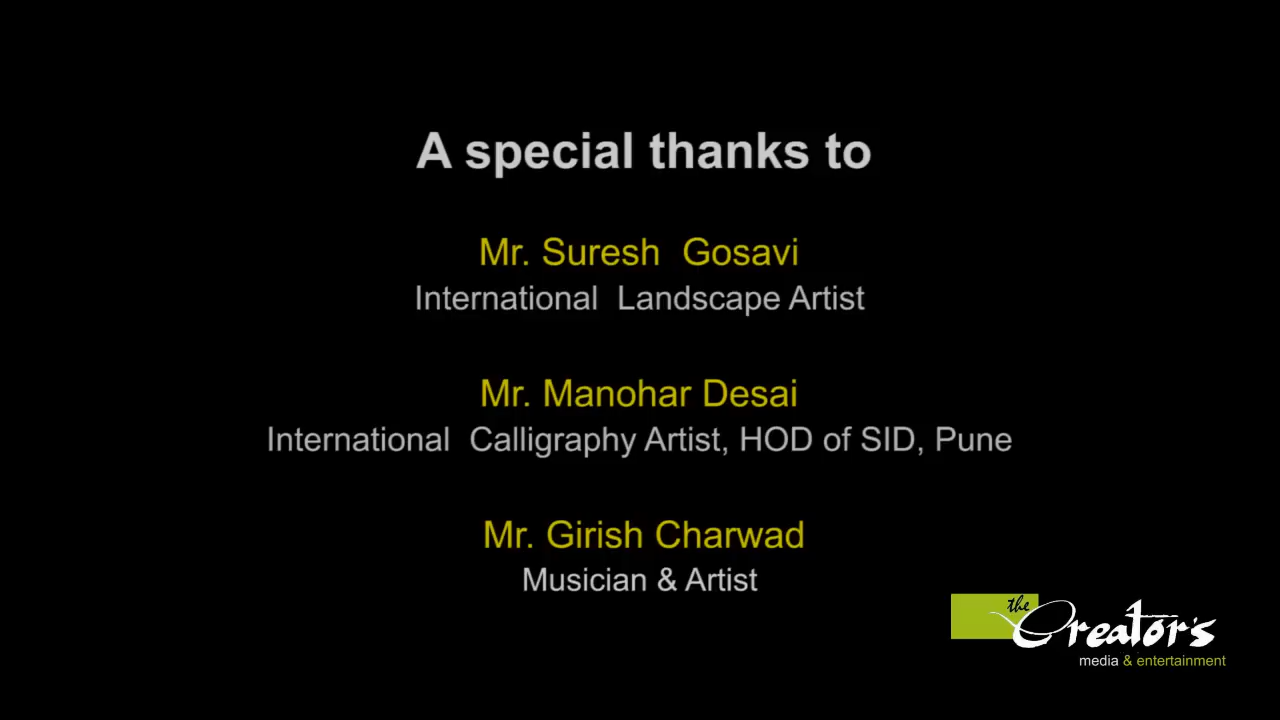 A special thanks to
Mr. Suresh  Gosavi
International  Landscape Artist
Mr. Manohar Desai
International  Calligraphy Artist, HOD of SID, Pune
Mr. Girish Charwad
Musician & Artist
the
Creator's
media & entertainment